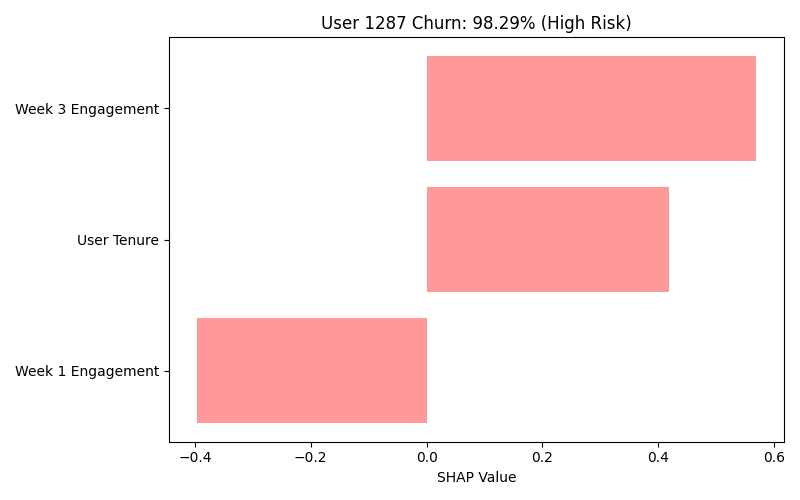 User 1287 Churn: 98.29% (High Risk)
Week 3 Engagement
User Tenure
Week 1 Engagement
−0.4 −0.2 0.0 0.2 0.4 0.6
SHAP Value